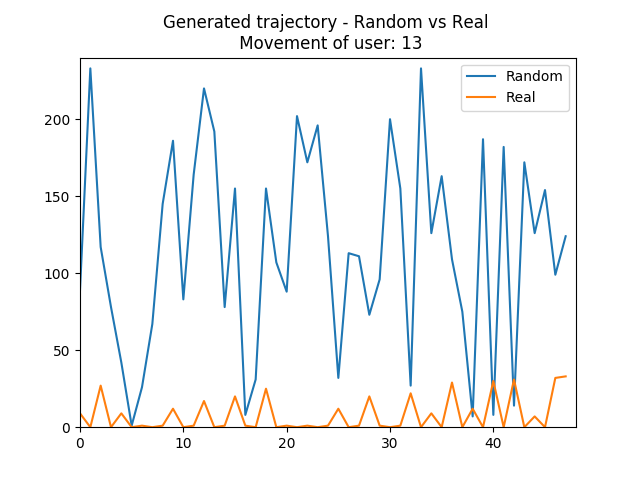 Generated trajectory - Random vs Real
Movement of user: 13
Random
Real
200
150
100
50
0
0 10 20 30 40